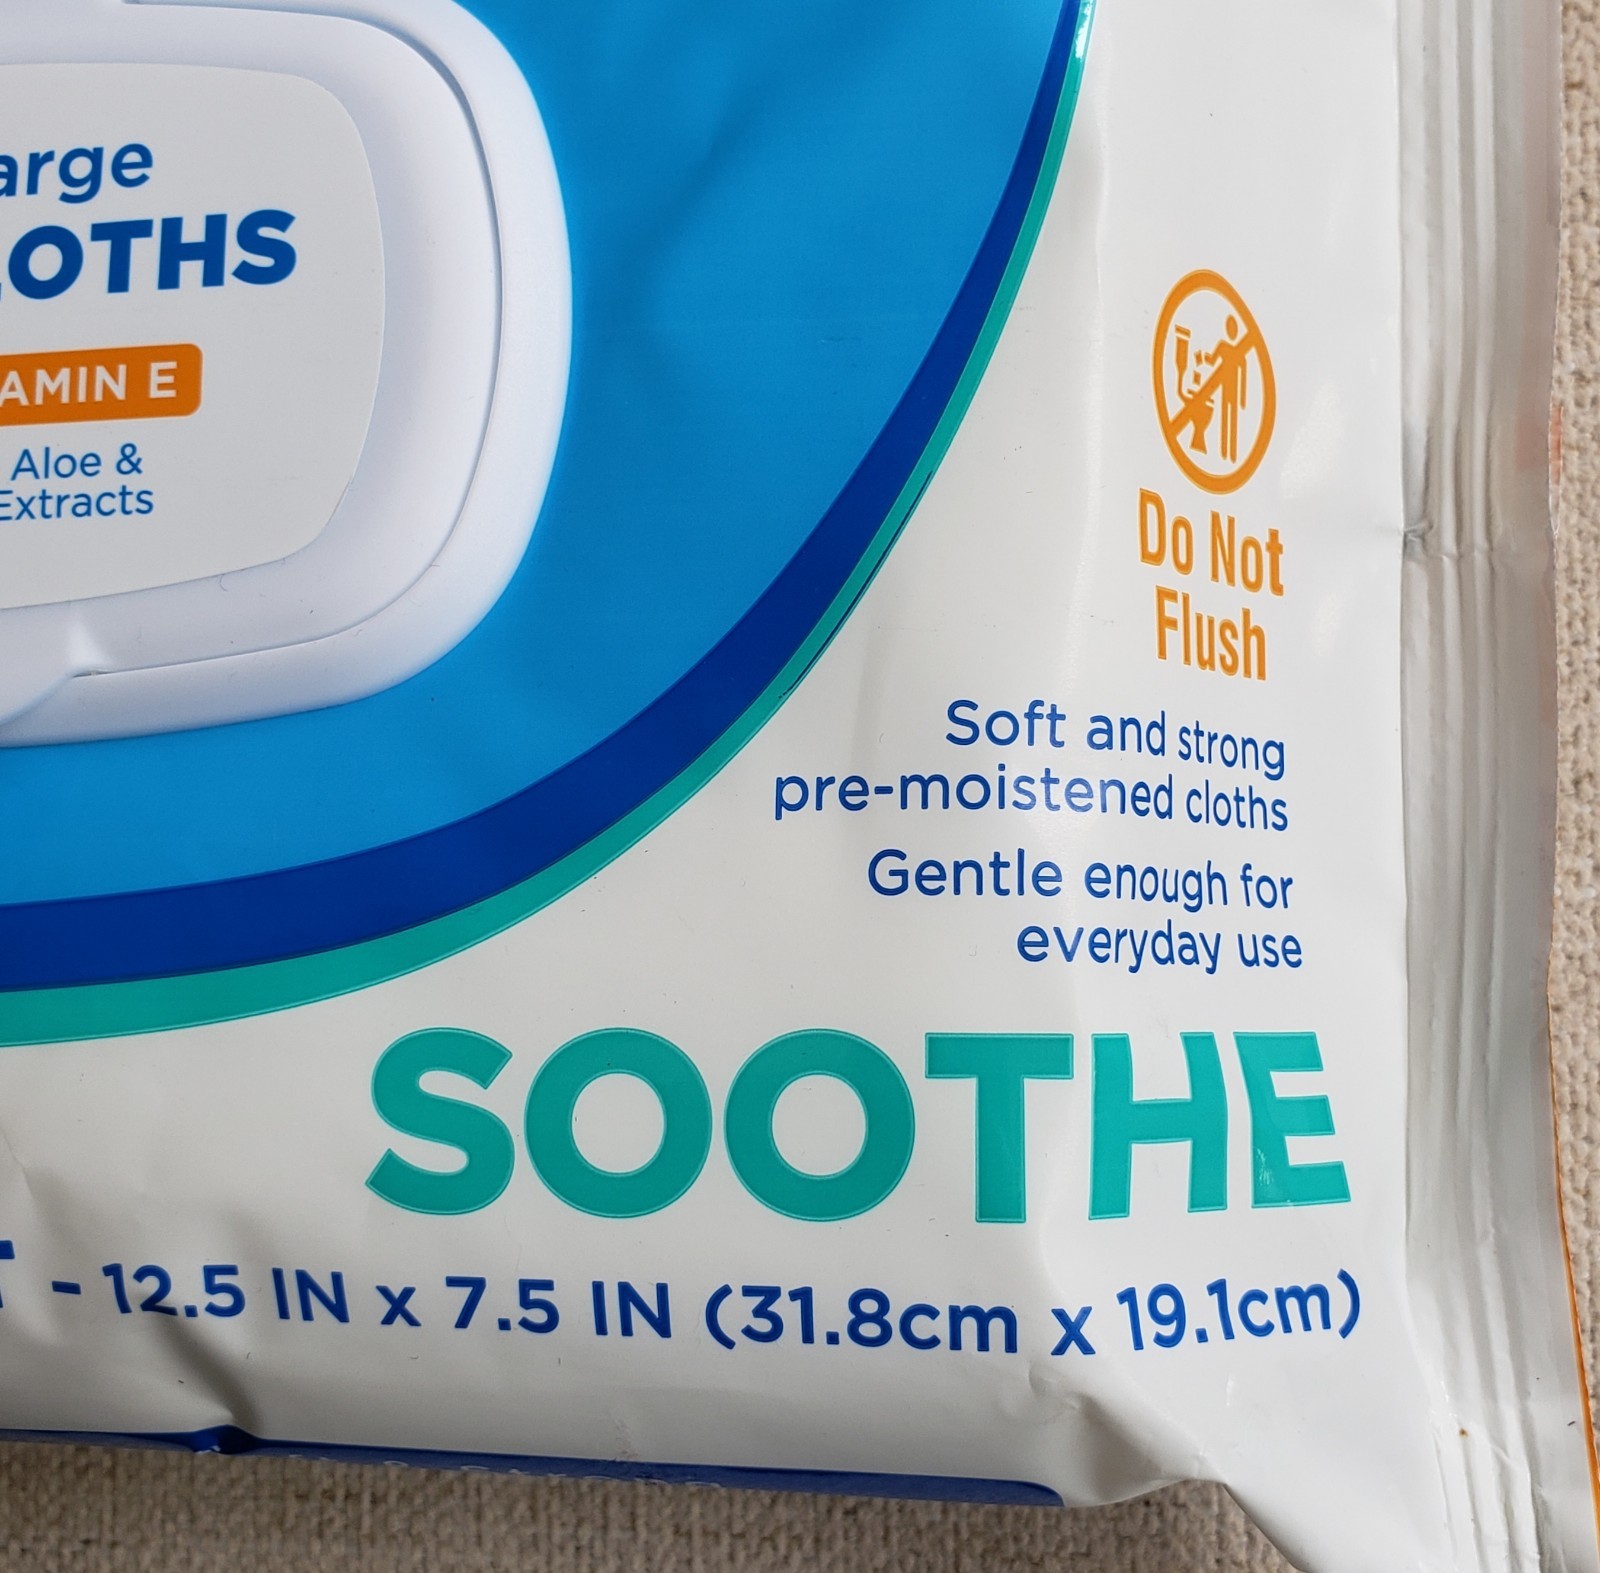 arge
LOTHS
AMIN E
Aloe &
Extracts
Do Not
Flush
Soft and strong
pre-moistened cloths
Gentle enough for
everyday use
SOOTHE
T - 12.5 IN x 7.5 IN (31.8cm x 19.1cm)